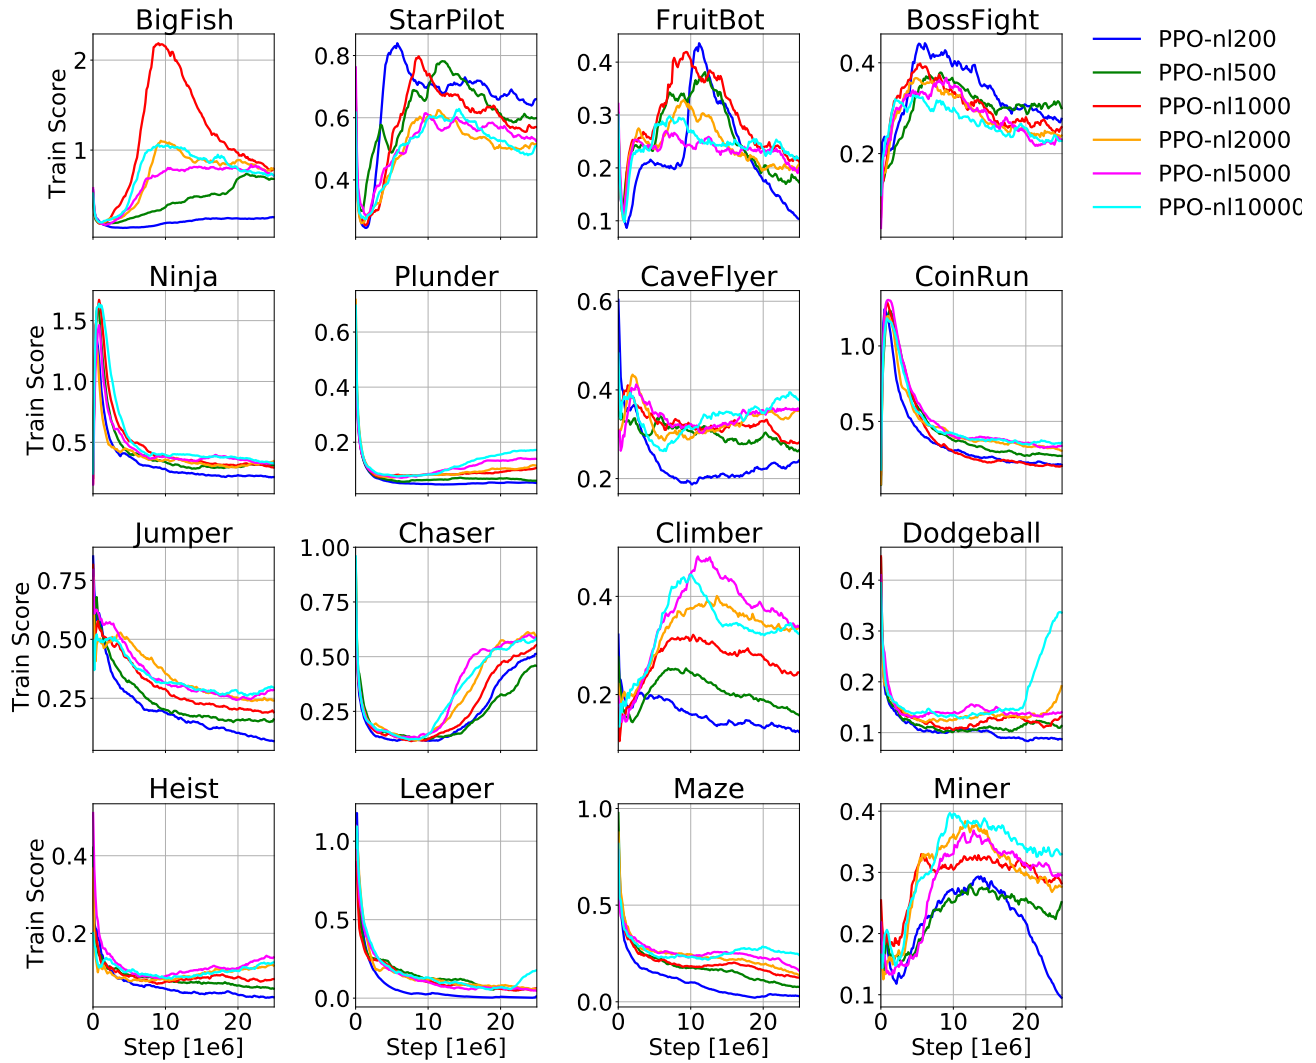 BigFish
StarPilot
FruitBot
BossFight
Train Score
2
1
0.8
0.6
0.4
0.4
0.3
0.2
0.1
0.4
0.2
PPO-nl200
PPO-nl500
PPO-nl1000
PPO-nl2000
PPO-nl5000
PPO-nl10000
Ninja
Plunder
CaveFlyer
CoinRun
Train Score
1.5
1.0
0.5
0.6
0.4
0.2
0.6
0.4
0.2
1.0
0.5
Jumper
Chaser
Climber
Dodgeball
Train Score
0.75
0.50
0.25
1.00
0.75
0.50
0.25
0.4
0.2
0.4
0.3
0.2
0.1
Heist
Leaper
Maze
Miner
Train Score
0.4
0.2
1.0
0.5
0.0
1.0
0.5
0.0
0.4
0.3
0.2
0.1
0 10 20
0 10 20
0 10 20
0 10 20
Step [1e6]
Step [1e6]
Step [1e6]
Step [1e6]